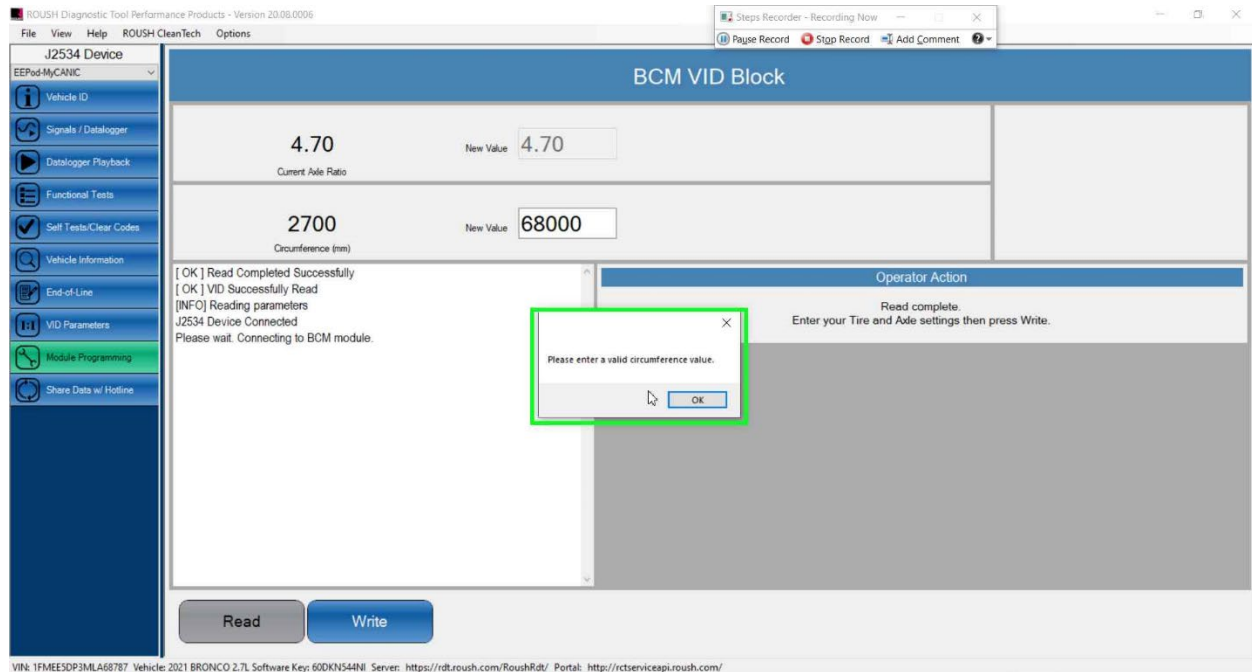 ROUSH Diagnostic Tool Performance Products - Version 20.06.0006
Steps Recorder - Recording Now
File View Help ROUSH CleanTech Options
Pause Record Stop Record Add Comment
J2534 Device
EEPod-MyCANIC
Vehicle ID
Signals / Datalogger
Datalogger Playback
Functional Tests
Self Tests/Clear Codes
Vehicle Information
End-of-Line
1:1 VID Parameters
Module Programming
Share Data w/ Hotline
BCM VID Block
4.70 New Value 4.70
Current Axle Ratio
2700 New Value 68000
Circumference (mm)
[ OK ] Read Completed Successfully
[ OK ] VID Successfully Read
[INFO] Reading parameters
J2534 Device Connected
Please wait. Connecting to BCM module.
Operator Action
Read complete.
Enter your Tire and Axle settings then press Write.
Please enter a valid circumference value.
OK
Read Write
VIN: 1FMEE5DP3MLA68787 Vehicle: 2021 BRONCO 2.7L Software Key: 60DKN544NI Server: https://rdt.roush.com/RoushRdt/ Portal: http://rctserviceapi.roush.com/